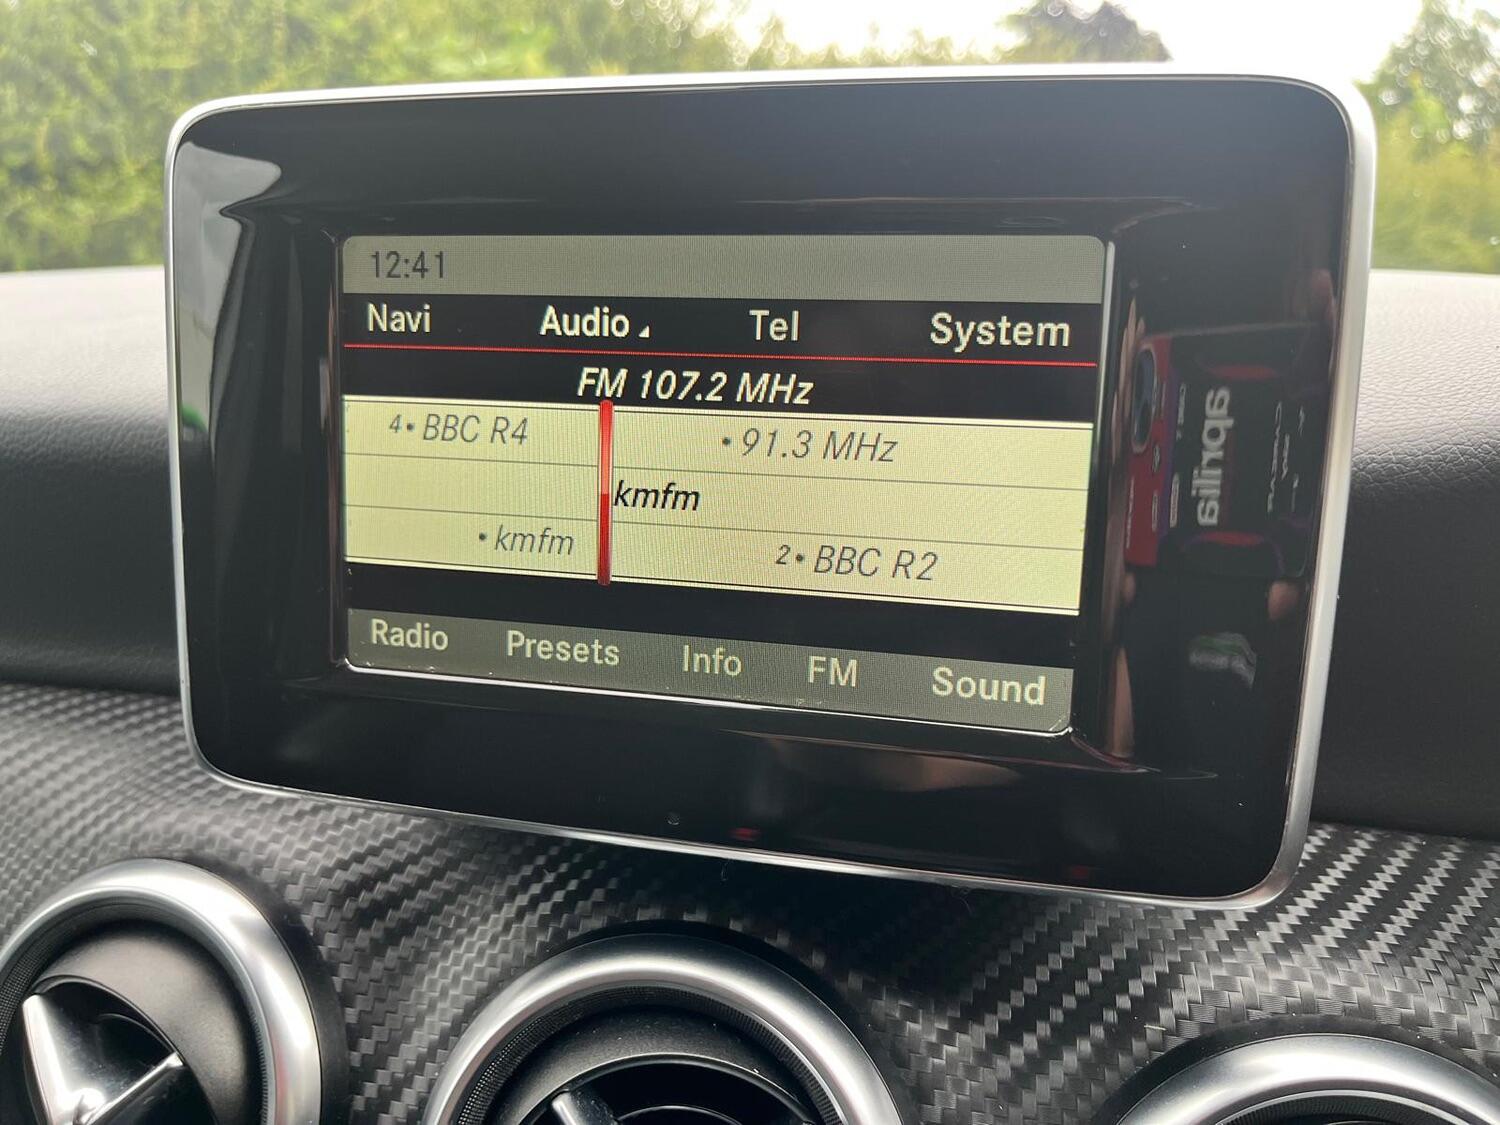 12:41
Navi Audio Tel System
FM 107.2 MHz
4• BBC R4 • 91.3 MHz
kmfm
• kmfm 2• BBC R2
Radio Presets Info FM Sound